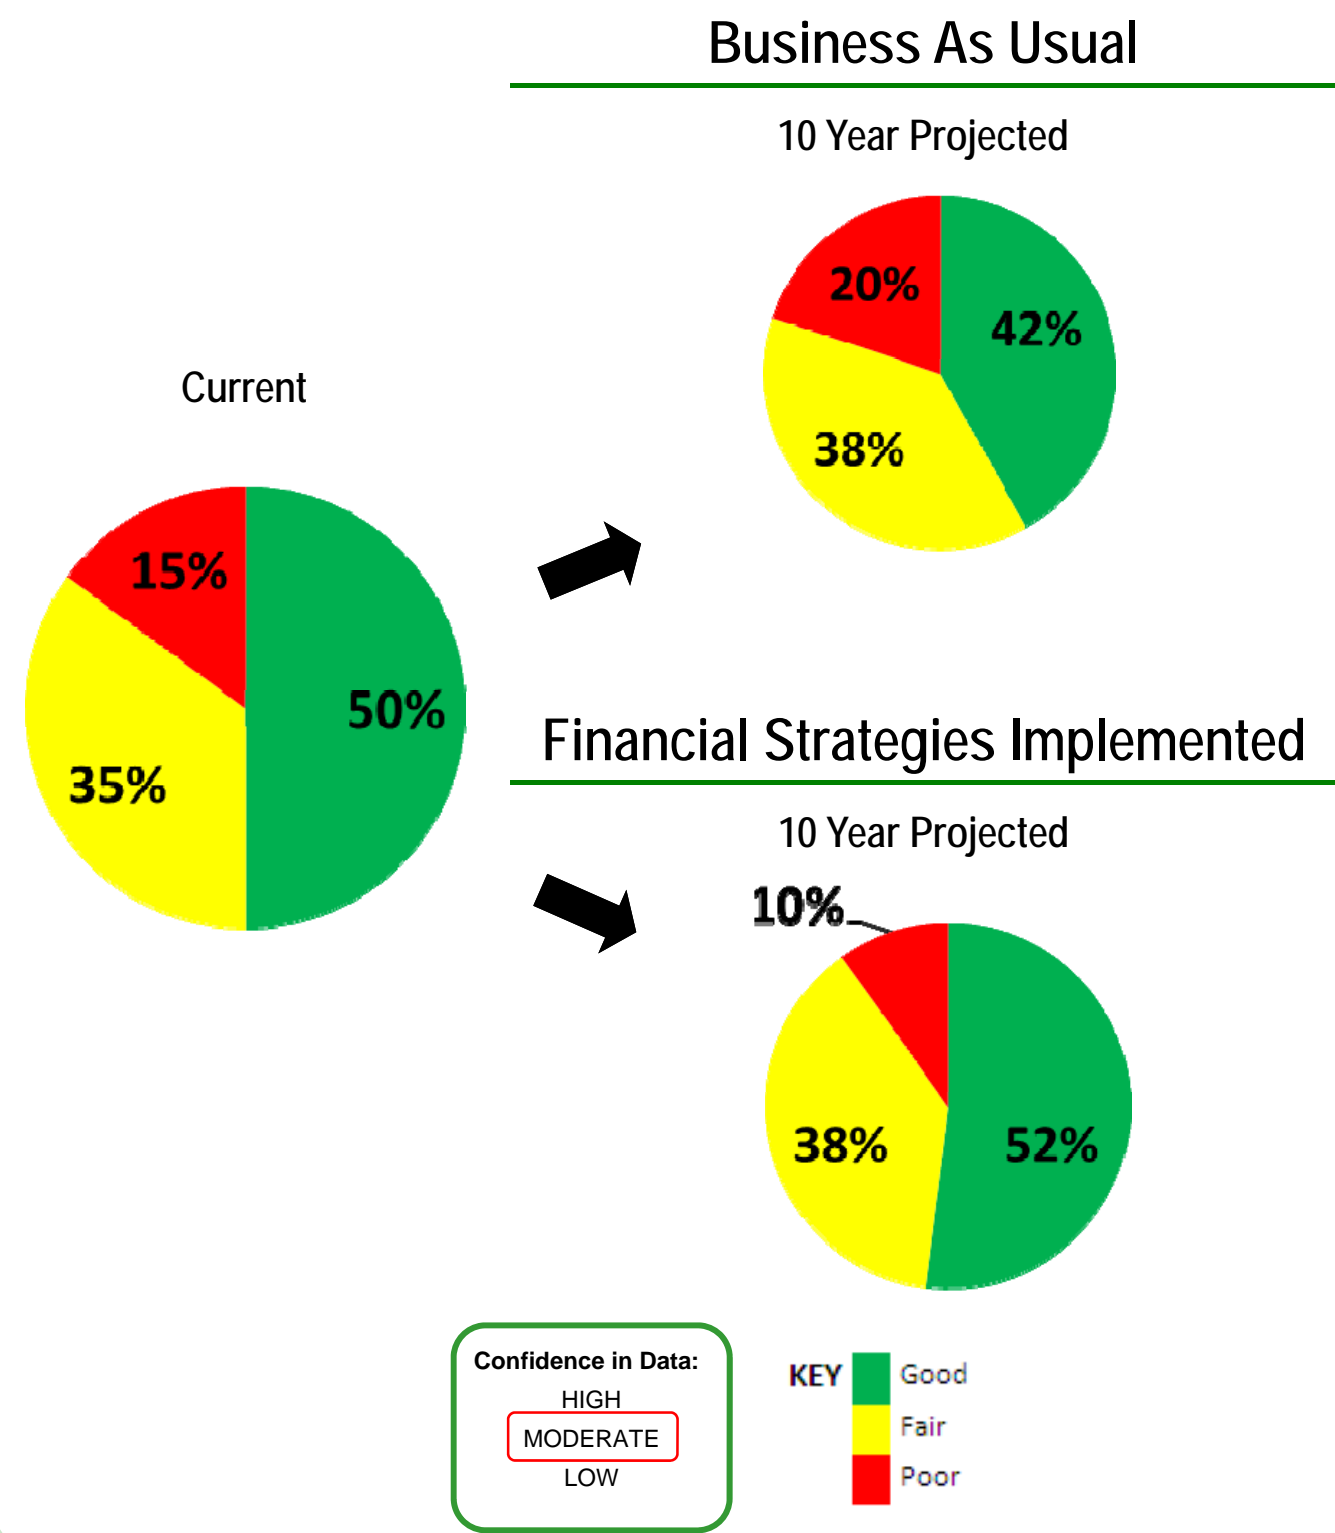 Business As Usual
10 Year Projected
20%
42%
38%
Current
15%
50%
35%
Financial Strategies Implemented
10 Year Projected
10%
38%
52%
Confidence in Data:
HIGH
MODERATE
LOW
KEY
Good
Fair
Poor